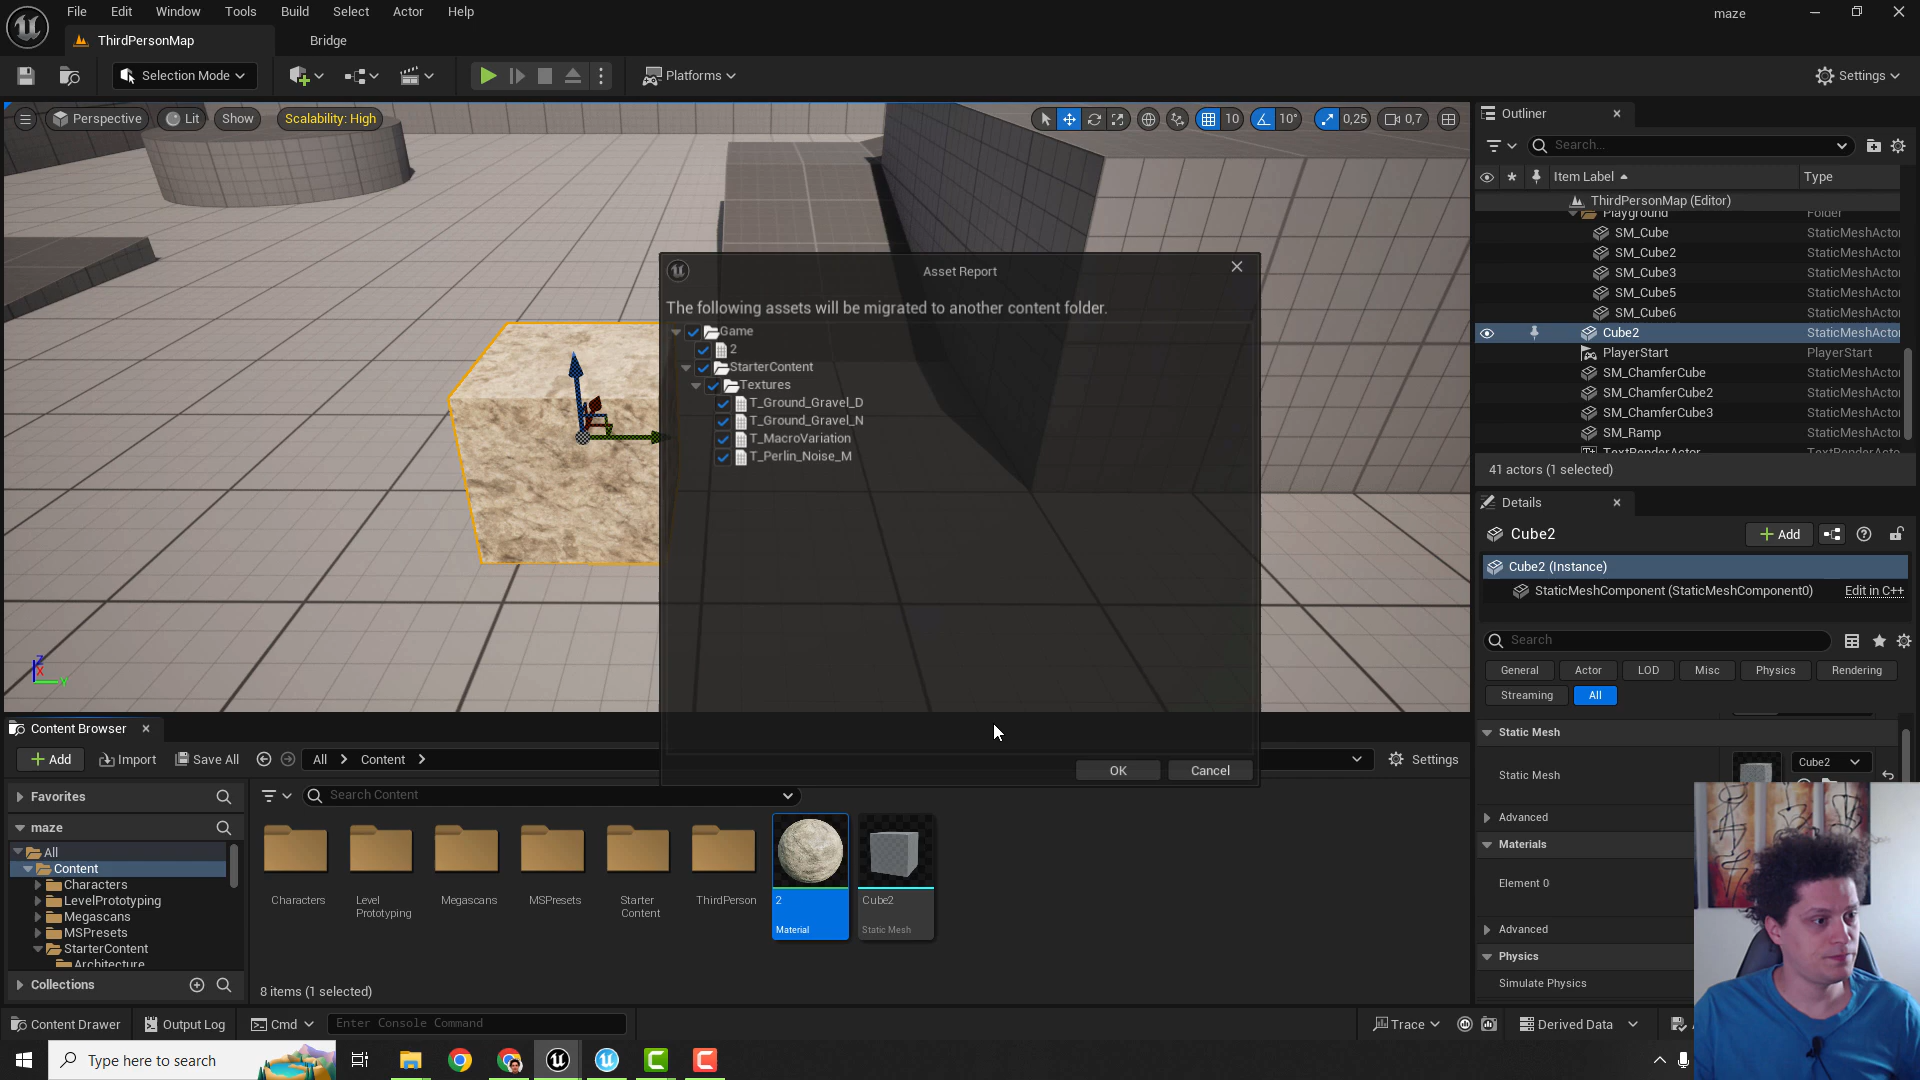 File Edit Window Tools Build Select Actor Help
maze
ThirdPersonMap
Bridge
Selection Mode
Platforms
Settings
Perspective
Lit
Show
Scalability: High
10
10°
0,25
0,7
Outliner
Search...
Item Label
Type
ThirdPersonMap (Editor)
Playground Folder
SM_Cube StaticMeshActor
SM_Cube2 StaticMeshActor
SM_Cube3 StaticMeshActor
SM_Cube5 StaticMeshActor
SM_Cube6 StaticMeshActor
Cube2 StaticMeshActor
PlayerStart PlayerStart
SM_ChamferCube StaticMeshActor
SM_ChamferCube2 StaticMeshActor
SM_ChamferCube3 StaticMeshActor
SM_Ramp StaticMeshActor
TextRenderActor TextRenderActor
41 actors (1 selected)
Asset Report
The following assets will be migrated to another content folder.
Game
2
StarterContent
Textures
T_Ground_Gravel_D
T_Ground_Gravel_N
T_MacroVariation
T_Perlin_Noise_M
OK
Cancel
Details
Cube2
Add
Cube2 (Instance)
StaticMeshComponent (StaticMeshComponent0)
Edit in C++
Search
General
Actor
LOD
Misc
Physics
Rendering
Streaming
All
Static Mesh
Static Mesh
Cube2
Advanced
Materials
Element 0
Advanced
Physics
Simulate Physics
Z
X
Y
Content Browser
Add
Import
Save All
All
Content
Settings
Favorites
Search Content
maze
All
Content
Characters
LevelPrototyping
Megascans
MSPresets
StarterContent
Architecture
Collections
Characters
Level
Prototyping
Megascans
MSPresets
Starter
Content
ThirdPerson
2
Material
Cube2
Static Mesh
8 items (1 selected)
Content Drawer
Output Log
Cmd
Enter Console Command
Trace
Derived Data
Type here to search